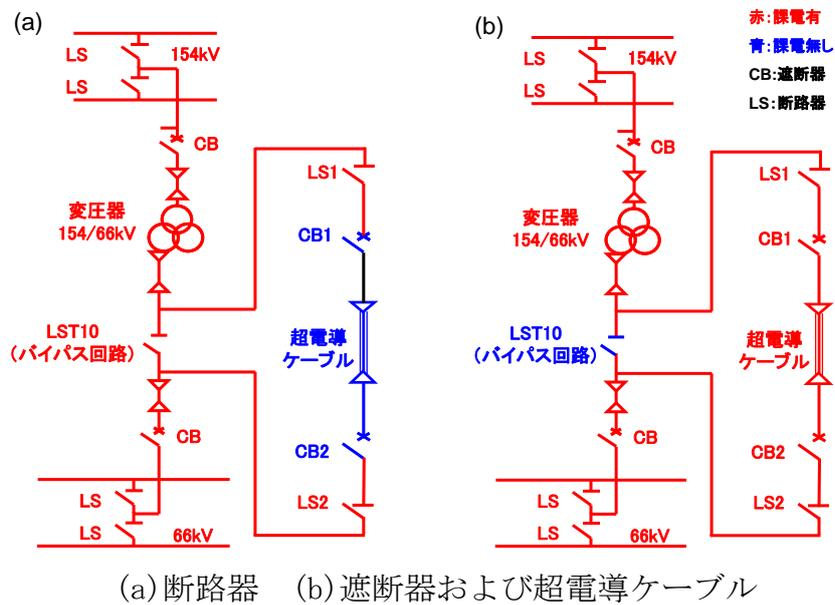 (a)
LS
154kV
LS
CB
変圧器
154/66kV
LST10
(バイパス回路)
CB
LS
LS
66kV
LS1
CB1
超電導
ケーブル
CB2
LS2
(b)
LS
154kV
LS
CB
変圧器
154/66kV
LST10
(バイパス回路)
CB
LS
LS
66kV
LS1
CB1
超電導
ケーブル
CB2
LS2
赤:課電有
青:課電無し
CB:遮断器
LS:断路器
(a)断路器 (b)遮断器および超電導ケーブル